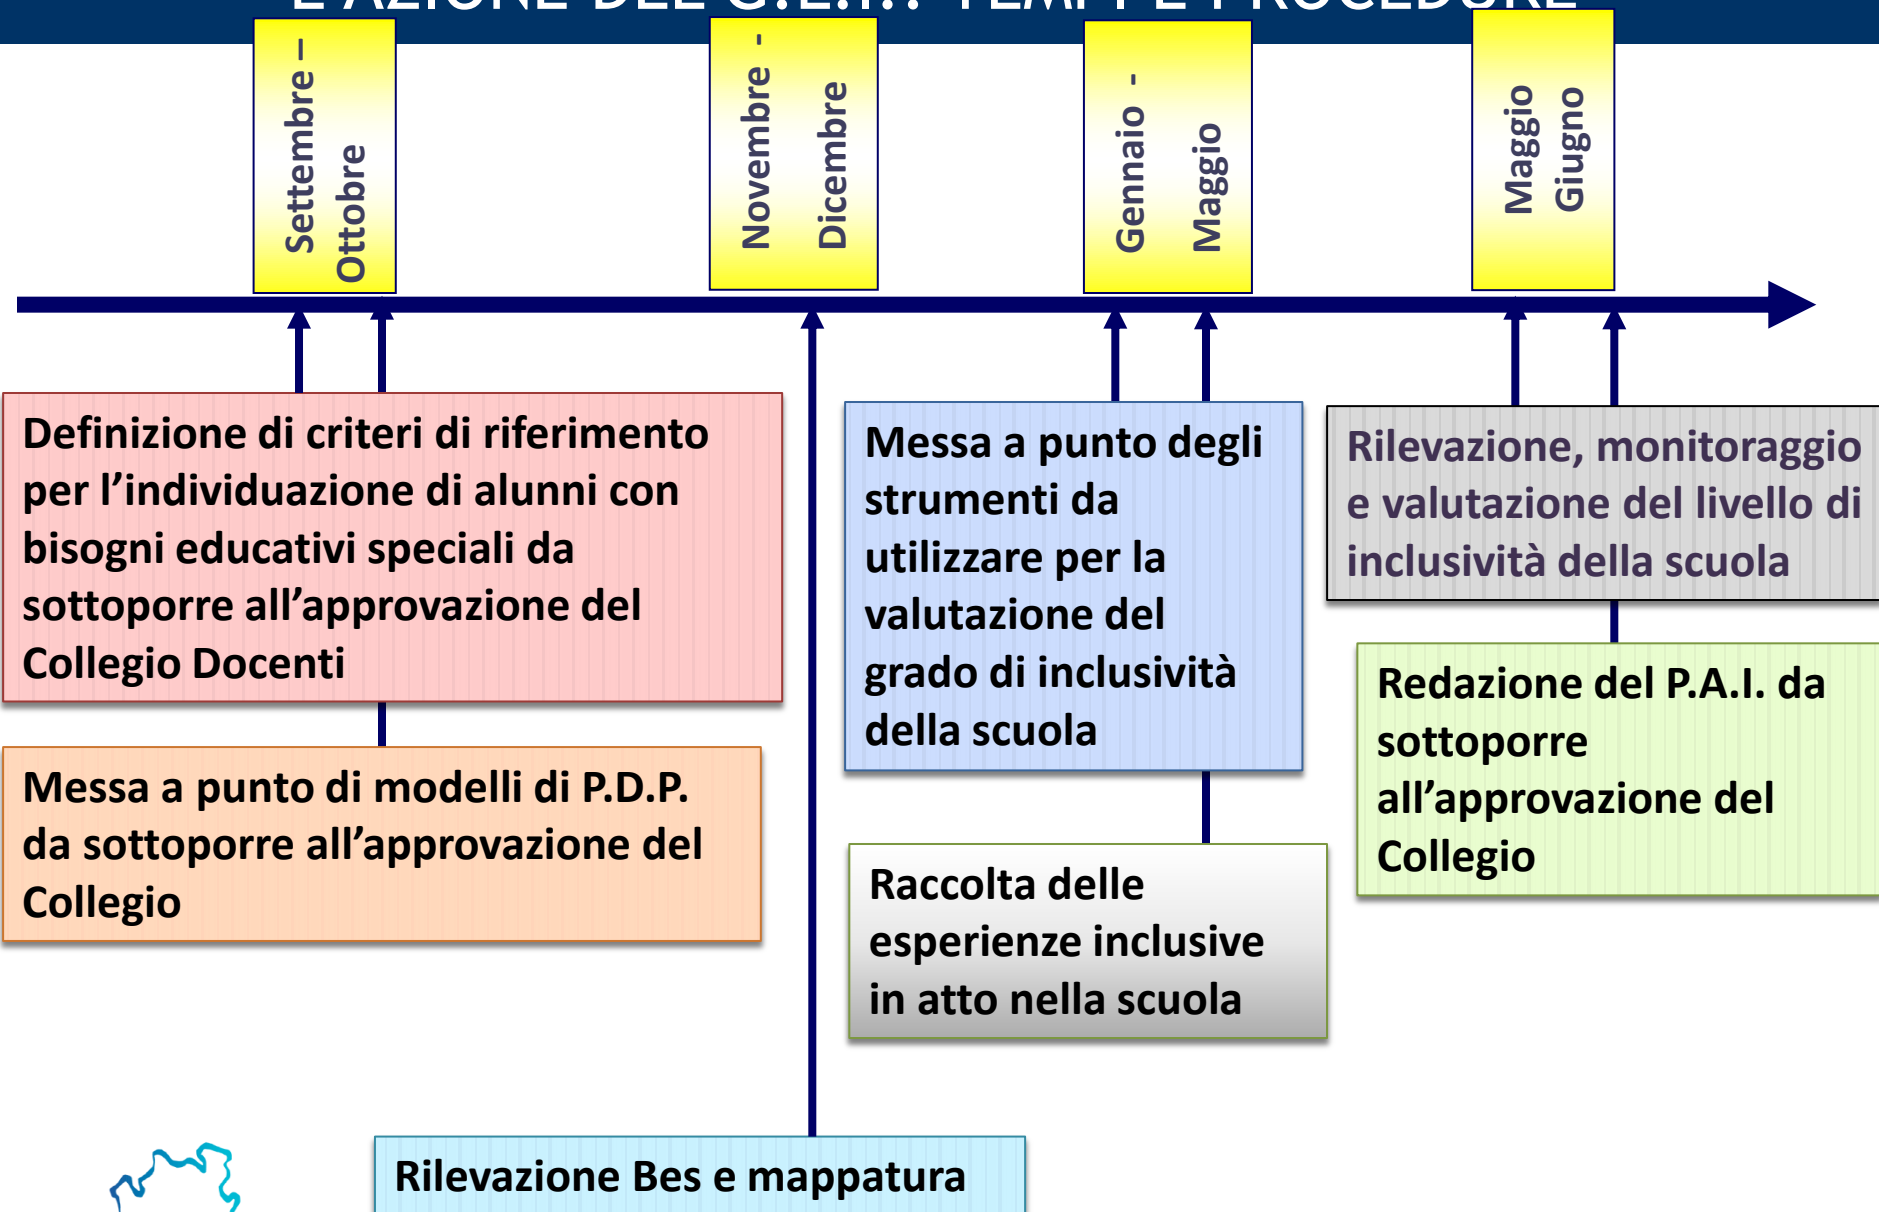 L'AZIONE DEL G.L.I.: TEMPI E PROCEDURE
Settembre –
Ottobre
Novembre -
Dicembre
Gennaio -
Maggio
Maggio
Giugno
Definizione di criteri di riferimento
per l’individuazione di alunni con
bisogni educativi speciali da
sottoporre all’approvazione del
Collegio Docenti
Messa a punto di modelli di P.D.P.
da sottoporre all’approvazione del
Collegio
Messa a punto degli
strumenti da
utilizzare per la
valutazione del
grado di inclusività
della scuola
Raccolta delle
esperienze inclusive
in atto nella scuola
Rilevazione, monitoraggio
e valutazione del livello di
inclusività della scuola
Redazione del P.A.I. da
sottoporre
all’approvazione del
Collegio
Rilevazione Bes e mappatura